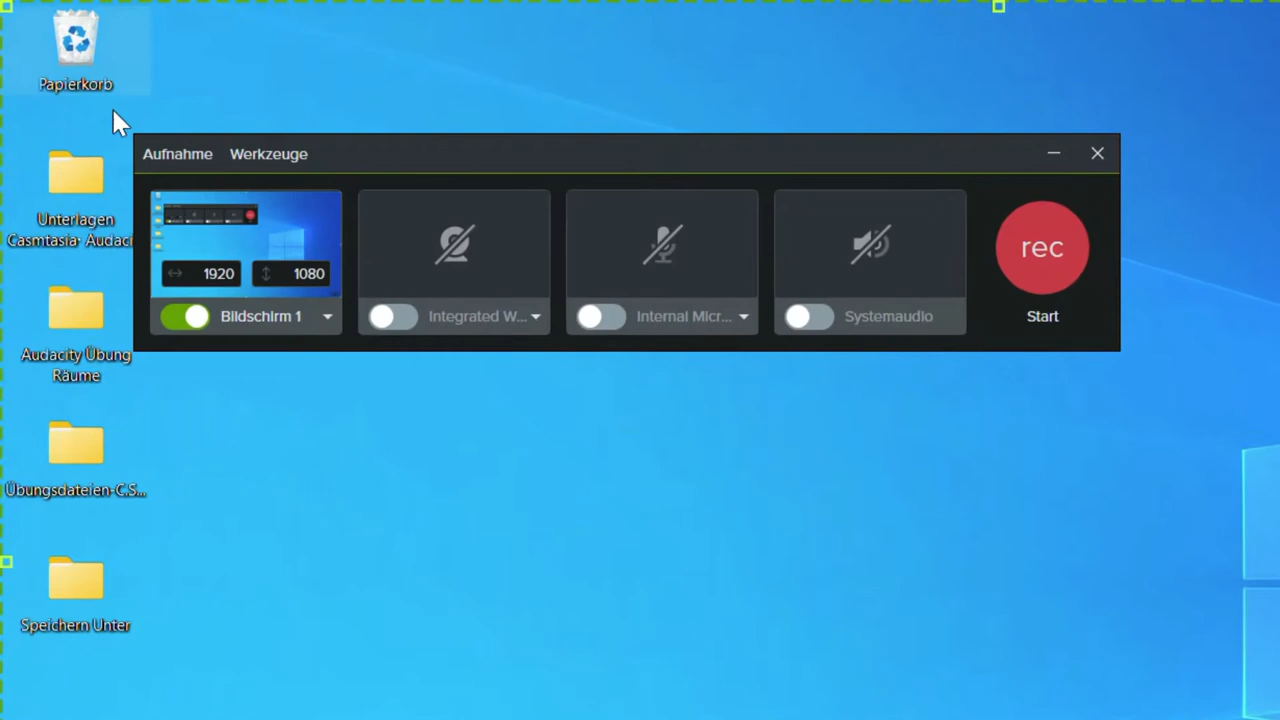 Papierkorb
Aufnahme Werkzeuge
Unterlagen
Casmtasia- Audaci
1920 1080
rec
Bildschirm 1
Integrated W...
Internal Micr...
Systemaudio
Start
Audacity Übung
Räume
Übungsdateien-C.S...
Speichern Unter